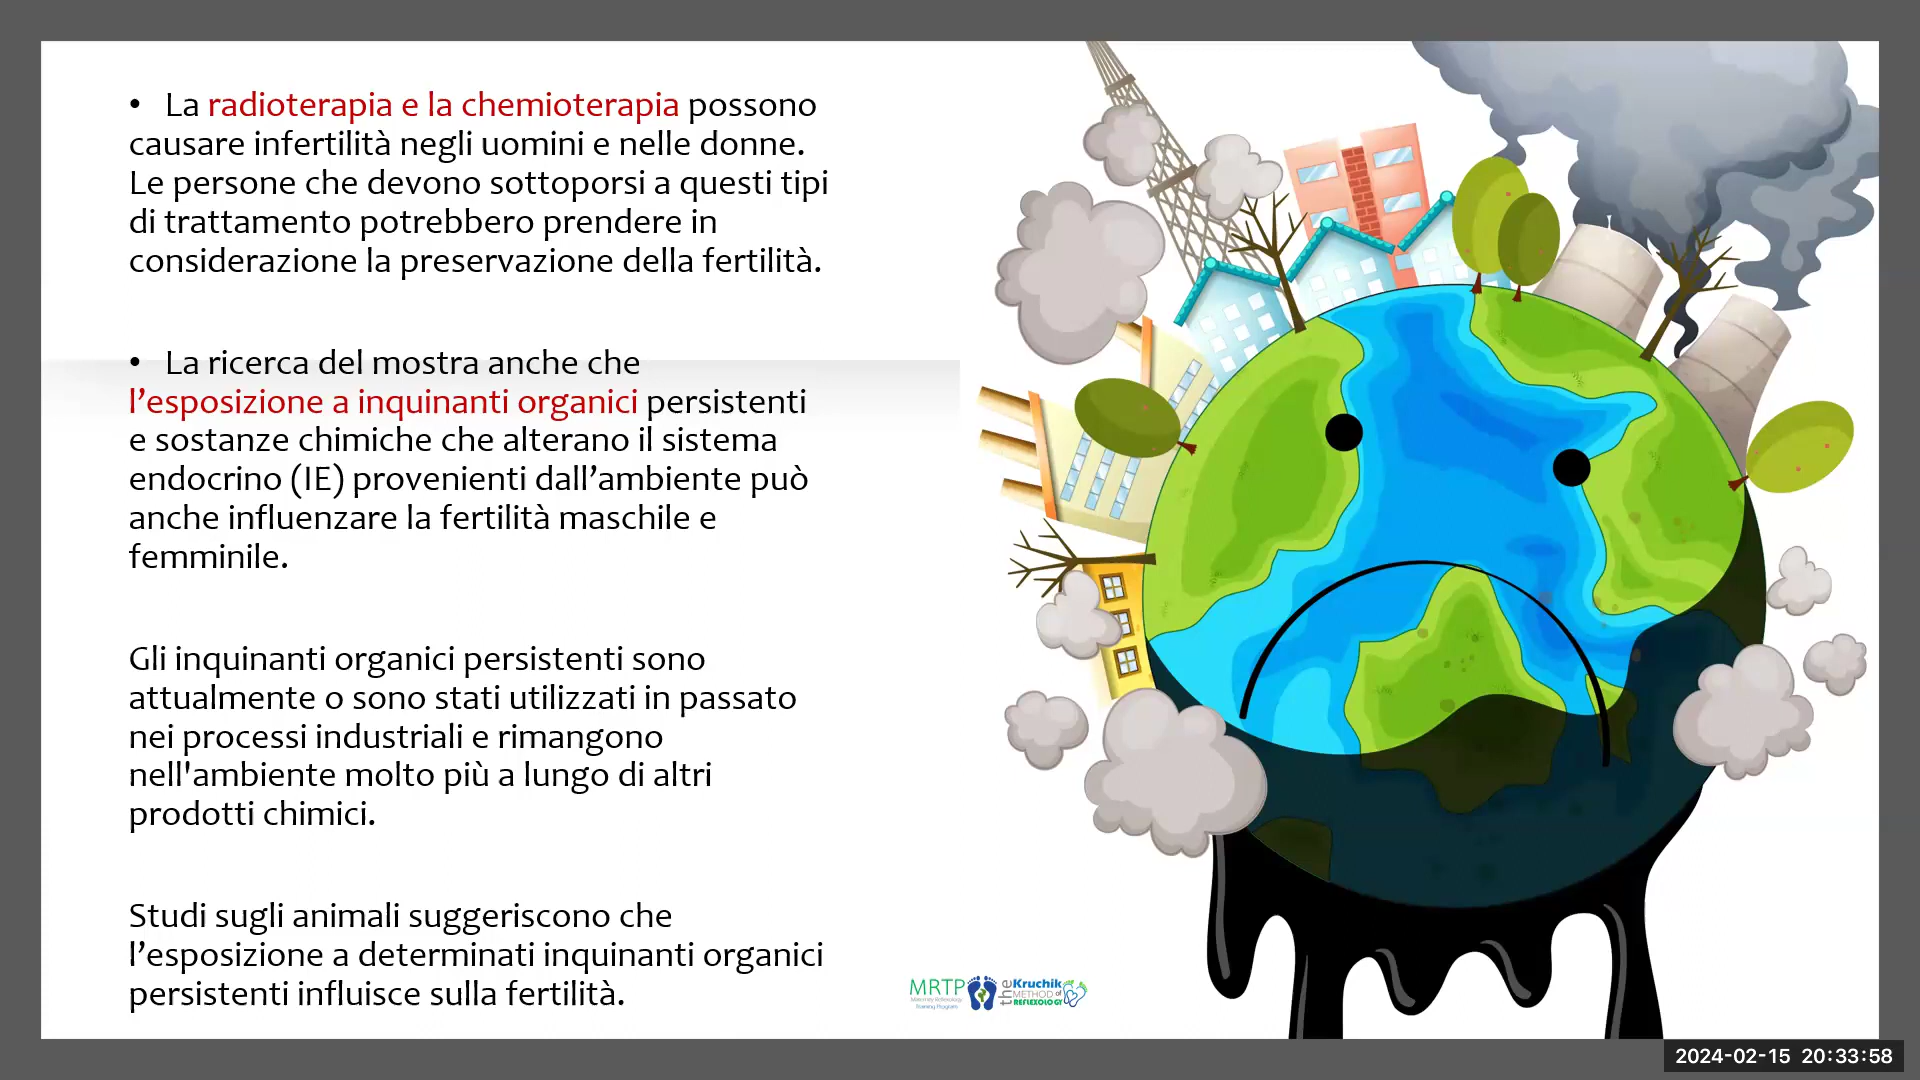 • La radioterapia e la chemioterapia possono
causare infertilità negli uomini e nelle donne.
Le persone che devono sottoporsi a questi tipi
di trattamento potrebbero prendere in
considerazione la preservazione della fertilità.
• La ricerca del mostra anche che
l’esposizione a inquinanti organici persistenti
e sostanze chimiche che alterano il sistema
endocrino (IE) provenienti dall’ambiente può
anche influenzare la fertilità maschile e
femminile.
Gli inquinanti organici persistenti sono
attualmente o sono stati utilizzati in passato
nei processi industriali e rimangono
nell'ambiente molto più a lungo di altri
prodotti chimici.
Studi sugli animali suggeriscono che
l’esposizione a determinati inquinanti organici
persistenti influisce sulla fertilità.
MRTP
Maternity Reflexology
Training Program
the Kruchik
METHOD of
REFLEXOLOGY
2024-02-15 20:33:58